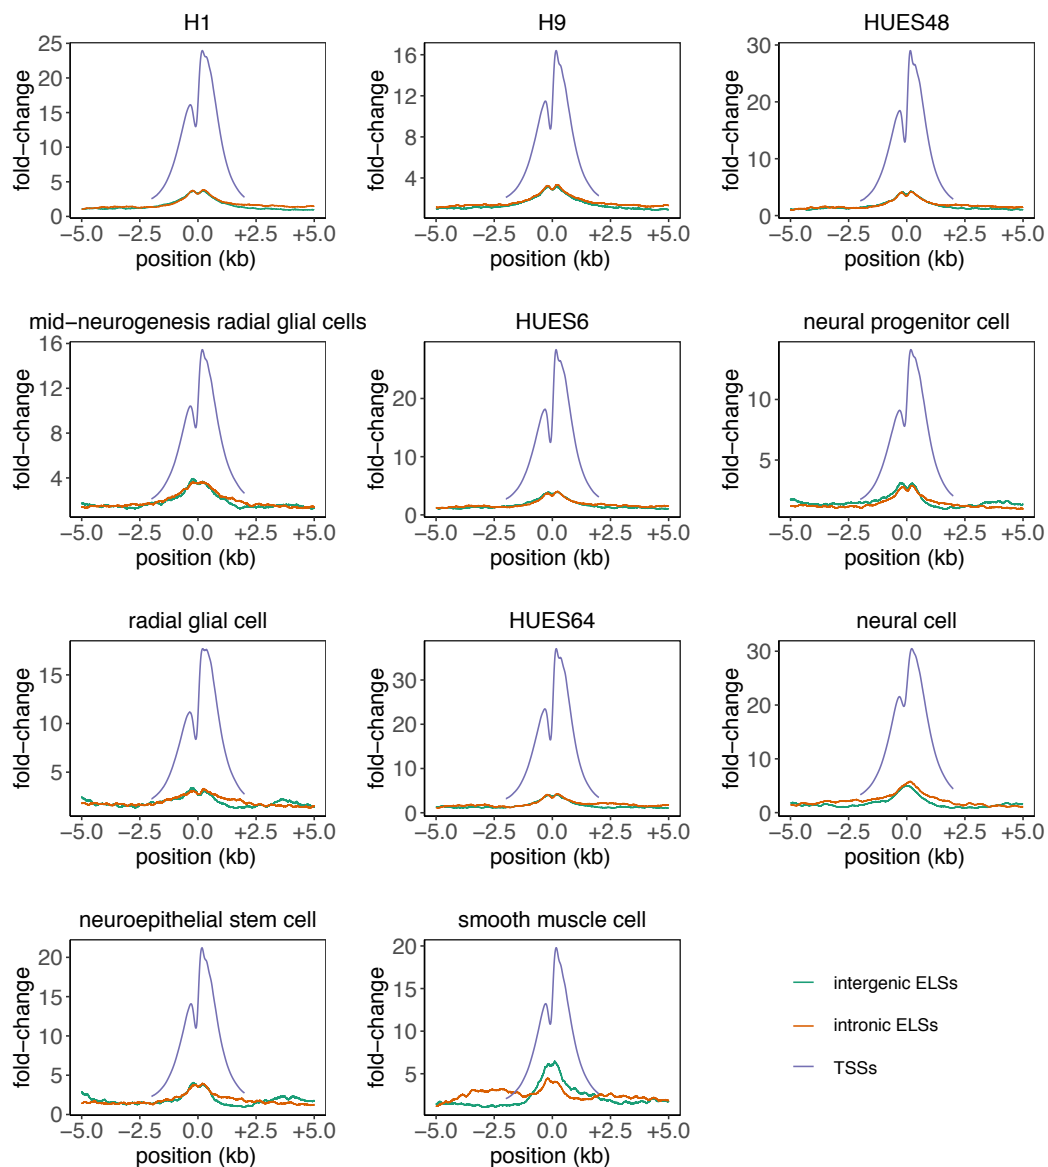 H1
fold−change
25
20
15
10
5
0
−5.0 −2.5 0.0 +2.5 +5.0
position (kb)
H9
fold−change
16
12
8
4
−5.0 −2.5 0.0 +2.5 +5.0
position (kb)
HUES48
fold−change
30
20
10
0
−5.0 −2.5 0.0 +2.5 +5.0
position (kb)
mid−neurogenesis radial glial cells
fold−change
16
12
8
4
−5.0 −2.5 0.0 +2.5 +5.0
position (kb)
HUES6
fold−change
20
10
0
−5.0 −2.5 0.0 +2.5 +5.0
position (kb)
neural progenitor cell
fold−change
10
5
−5.0 −2.5 0.0 +2.5 +5.0
position (kb)
radial glial cell
fold−change
15
10
5
−5.0 −2.5 0.0 +2.5 +5.0
position (kb)
HUES64
fold−change
30
20
10
0
−5.0 −2.5 0.0 +2.5 +5.0
position (kb)
neural cell
fold−change
30
20
10
0
−5.0 −2.5 0.0 +2.5 +5.0
position (kb)
neuroepithelial stem cell
fold−change
20
15
10
5
0
−5.0 −2.5 0.0 +2.5 +5.0
position (kb)
smooth muscle cell
fold−change
20
15
10
5
−5.0 −2.5 0.0 +2.5 +5.0
position (kb)
intergenic ELSs
intronic ELSs
TSSs